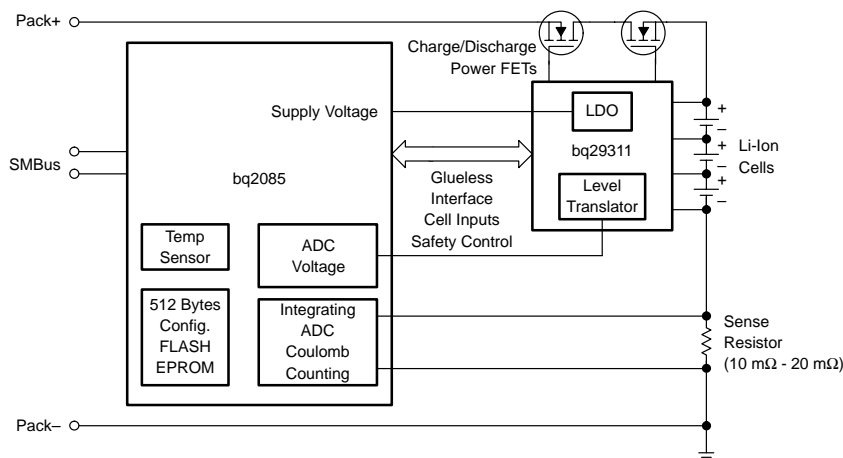 Pack+
Charge/Discharge
Power FETs
Supply Voltage
LDO
bq29311
SMBus
bq2085
Glueless
Interface
Cell Inputs
Safety Control
Level
Translator
+
−
+
−
+
−
Li-Ion
Cells
Temp
Sensor
ADC
Voltage
512 Bytes
Config.
FLASH
EPROM
Integrating
ADC
Coulomb
Counting
Sense
Resistor
(10 mΩ - 20 mΩ)
Pack–